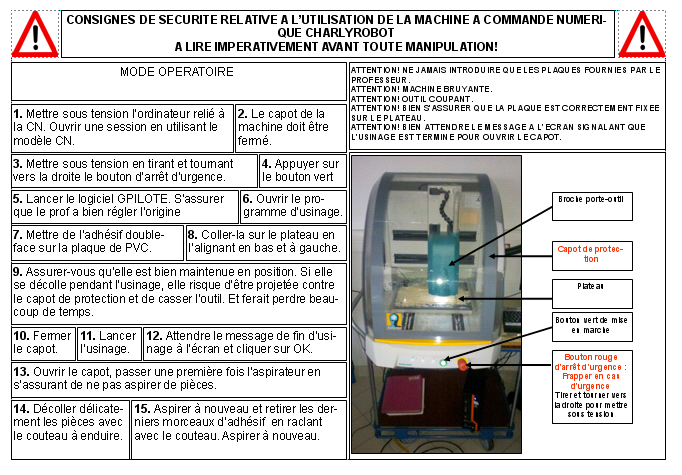 CONSIGNES DE SECURITE RELATIVE A L'UTILISATION DE LA MACHINE A COMMANDE NUMERI-
QUE CHARLYROBOT
A LIRE IMPERATIVEMENT AVANT TOUTE MANIPULATION!
MODE OPERATOIRE
1. Mettre sous tension l'ordinateur relié à
la CN. Ouvrir une session en utilisant le
modèle CN.
2. Le capot de la
machine doit être
fermé.
3. Mettre sous tension en tirant et tournant
vers la droite le bouton d'arrêt d'urgence.
4. Appuyer sur
le bouton vert
5. Lancer le logiciel GPILOTE. S'assurer
que le prof a bien régler l'origine
6. Ouvrir le pro-
gramme d'usinage.
7. Mettre de l'adhésif double-
face sur la plaque de PVC.
8. Coller-la sur le plateau en
l'alignant en bas et à gauche.
9. Assurer-vous qu'elle est bien maintenue en position. Si elle
se décolle pendant l'usinage, elle risque d'être projetée contre
le capot de protection et de casser l'outil. Et ferait perdre beau-
coup de temps.
10. Fermer
le capot.
11. Lancer
l'usinage.
12. Attendre le message de fin d'usi-
nage à l'écran et cliquer sur OK.
13. Ouvrir le capot, passer une première fois l'aspirateur en
s'assurant de ne pas aspirer de pièces.
14. Décoller délicate-
ment les pièces avec
le couteau à enduire.
15. Aspirer à nouveau et retirer les der-
niers morceaux d'adhésif en raclant
avec le couteau. Aspirer à nouveau.
ATTENTION! NE JAMAIS INTRODUIRE QUE LES PLAQUES FOURNIES PAR LE
PROFESSEUR.
ATTENTION! MACHINE BRUYANTE.
ATTENTION! OUTIL COUPANT.
ATTENTION! BIEN S'ASSURER QUE LA PLAQUE EST CORRECTEMENT FIXEE
SUR LE PLATEAU.
ATTENTION! BIEN ATTENDRE LE MESSAGE A L'ECRAN SIGNALANT QUE
L'USINAGE EST TERMINE POUR OUVRIR LE CAPOT.
Broche porte-outil
Capot de protec-
tion
Plateau
Bouton vert de mise
en marche
Bouton rouge
d'arrêt d'urgence :
Frapper en cas
d'urgence
Tirer et tourner vers
la droite pour mettre
sous tension